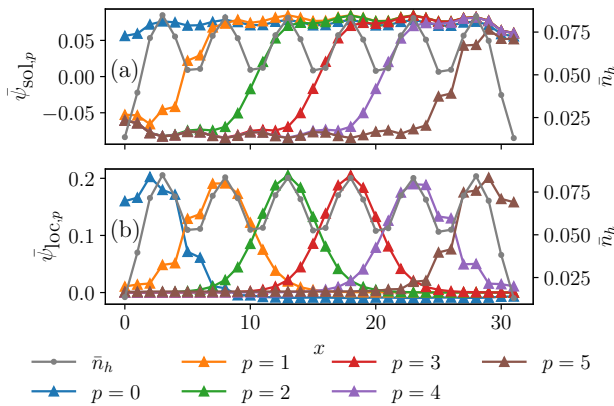 0.05
0.00
−0.05
ψ̄sol,p
(a)
0.075
0.050
0.025
n̄h
0.2
0.1
0.0
ψ̄loc,p
(b)
0.075
0.050
0.025
n̄h
0 10 20 30
x
n̄h p = 1 p = 3 p = 5
p = 0 p = 2 p = 4